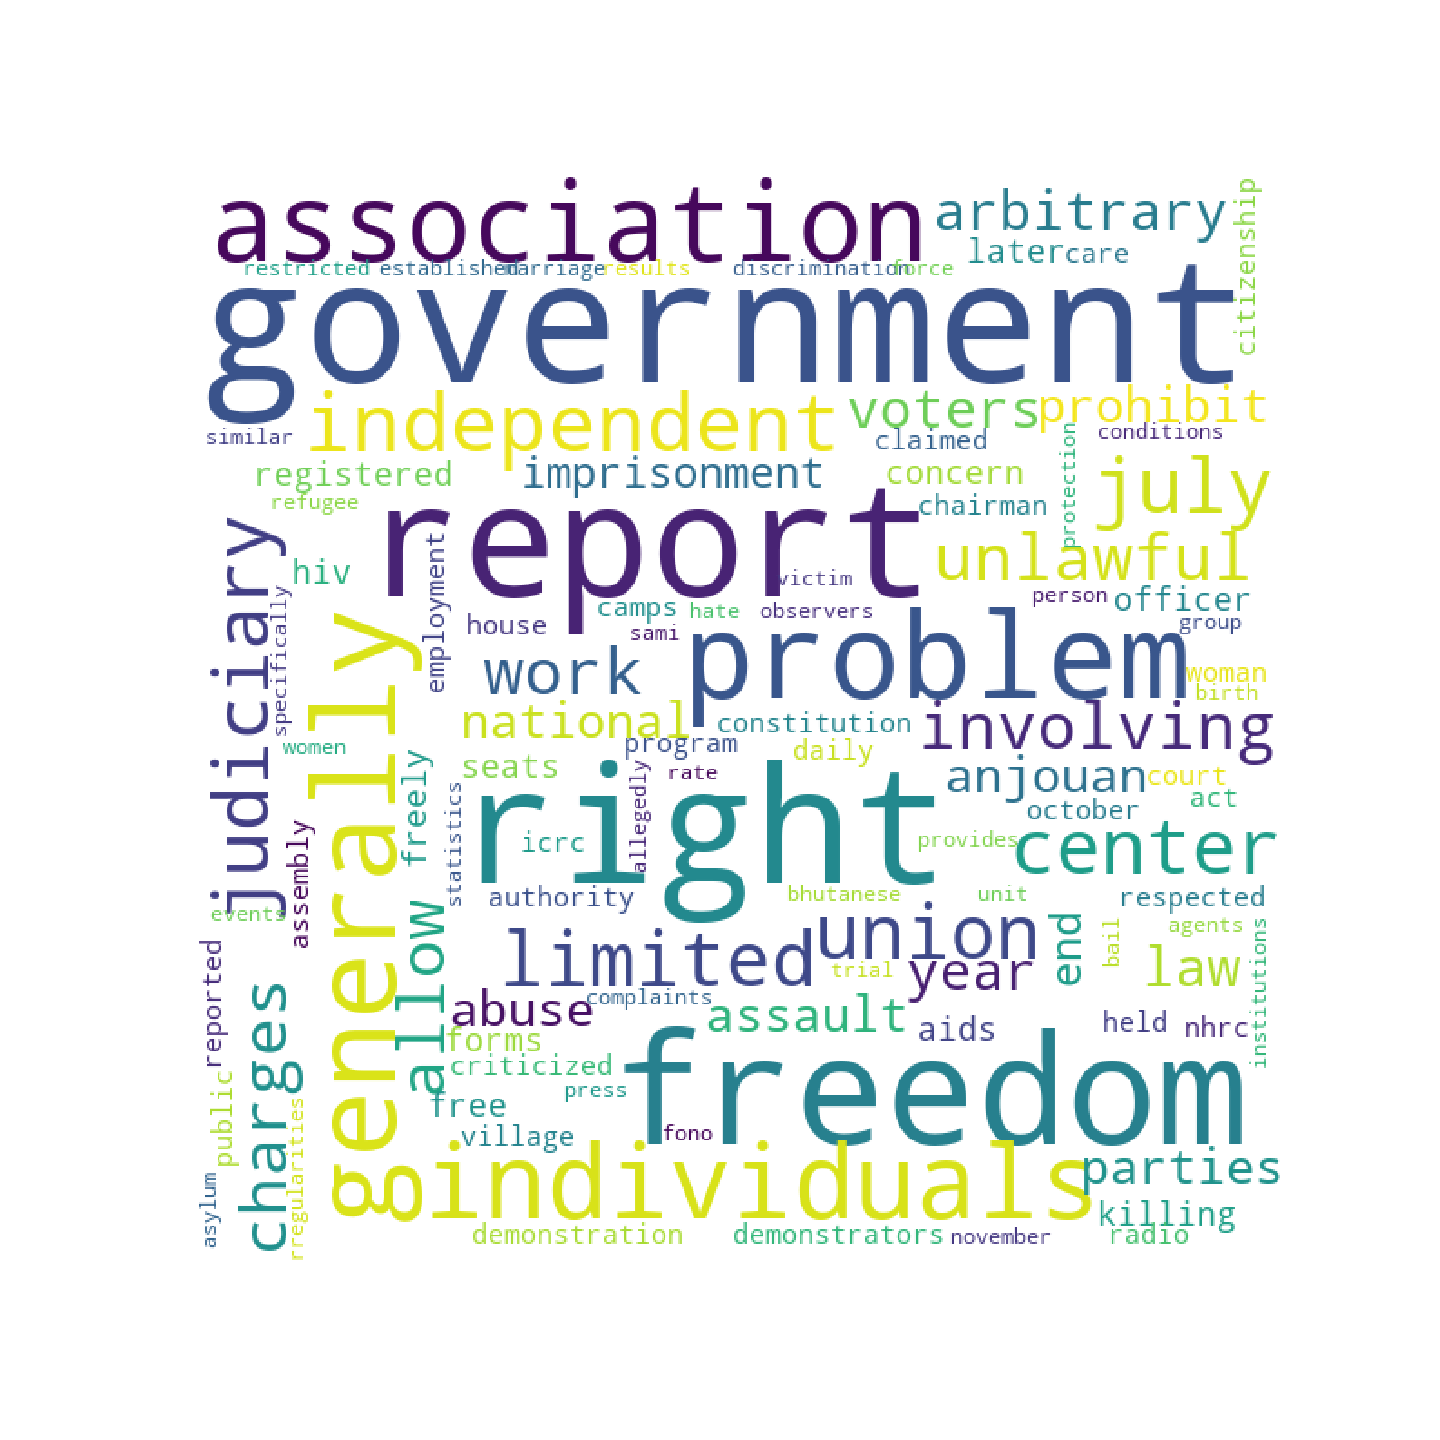 association
arbitrary
citizenship
later
care
restricted
established
marriage
results
discrimination
force
government
independent
voters
prohibit
similar
claimed
conditions
registered
imprisonment
concern
protection
july
refugee
chairman
report
judiciary
specifically
hiv
employment
unlawful
victim
person
officer
camps
hate
observers
house
sami
group
generally
work
problem
woman
birth
national
constitution
involving
women
program
daily
freely
seats
rate
anjouan
court
act
statistics
allegedly
right
october
icrc
provides
center
assembly
authority
bhutanese
unit
respected
events
allow
limited
union
end
bail
agents
institutions
reported
trial
year
law
abuse
complaints
charges
assault
aids
held
nhrc
forms
criticized
freedom
public
rregularities
free
press
village
fono
individuals
parties
asylum
killing
demonstration
demonstrators
november
radio